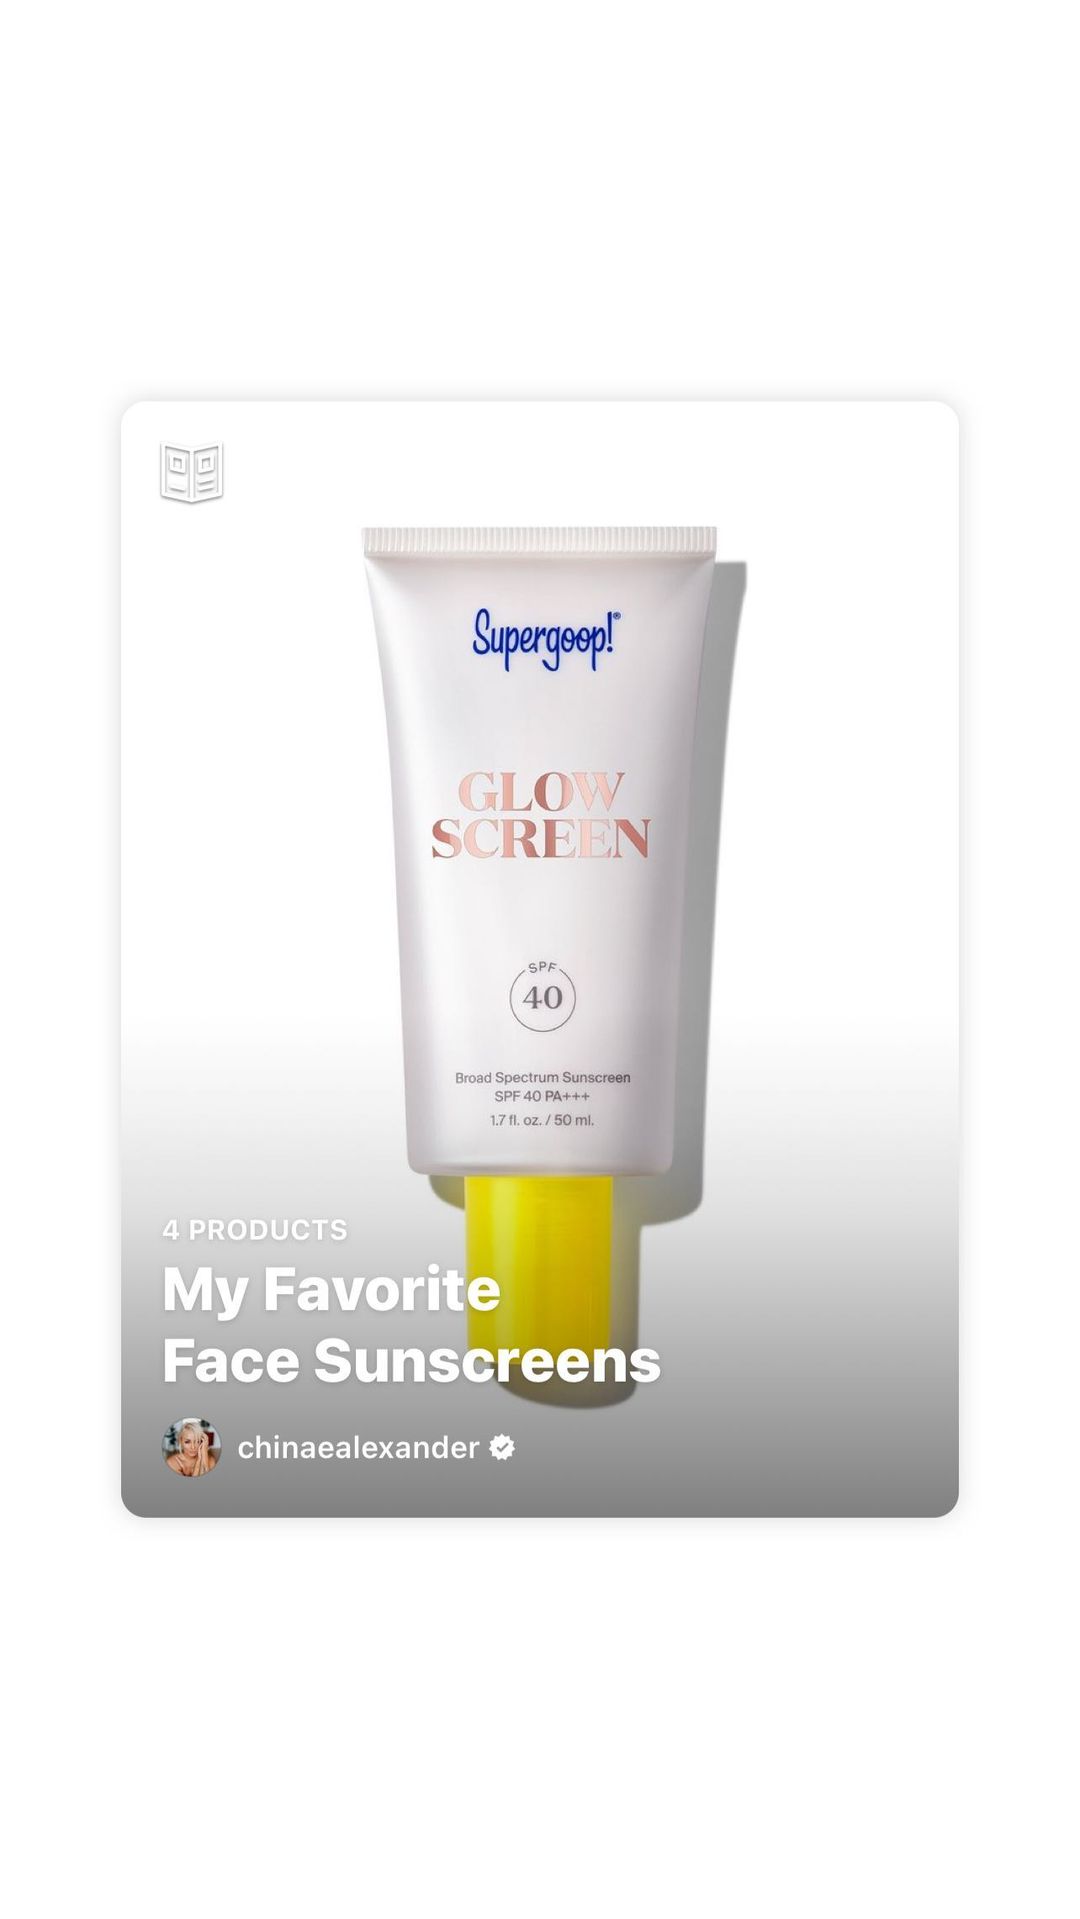 Supergoop!®
GLOW
SCREEN
SPF
40
Broad Spectrum Sunscreen
SPF 40 PA+++
1.7 fl. oz. / 50 ml.
4 PRODUCTS
My Favorite
Face Sunscreens
chinaealexander